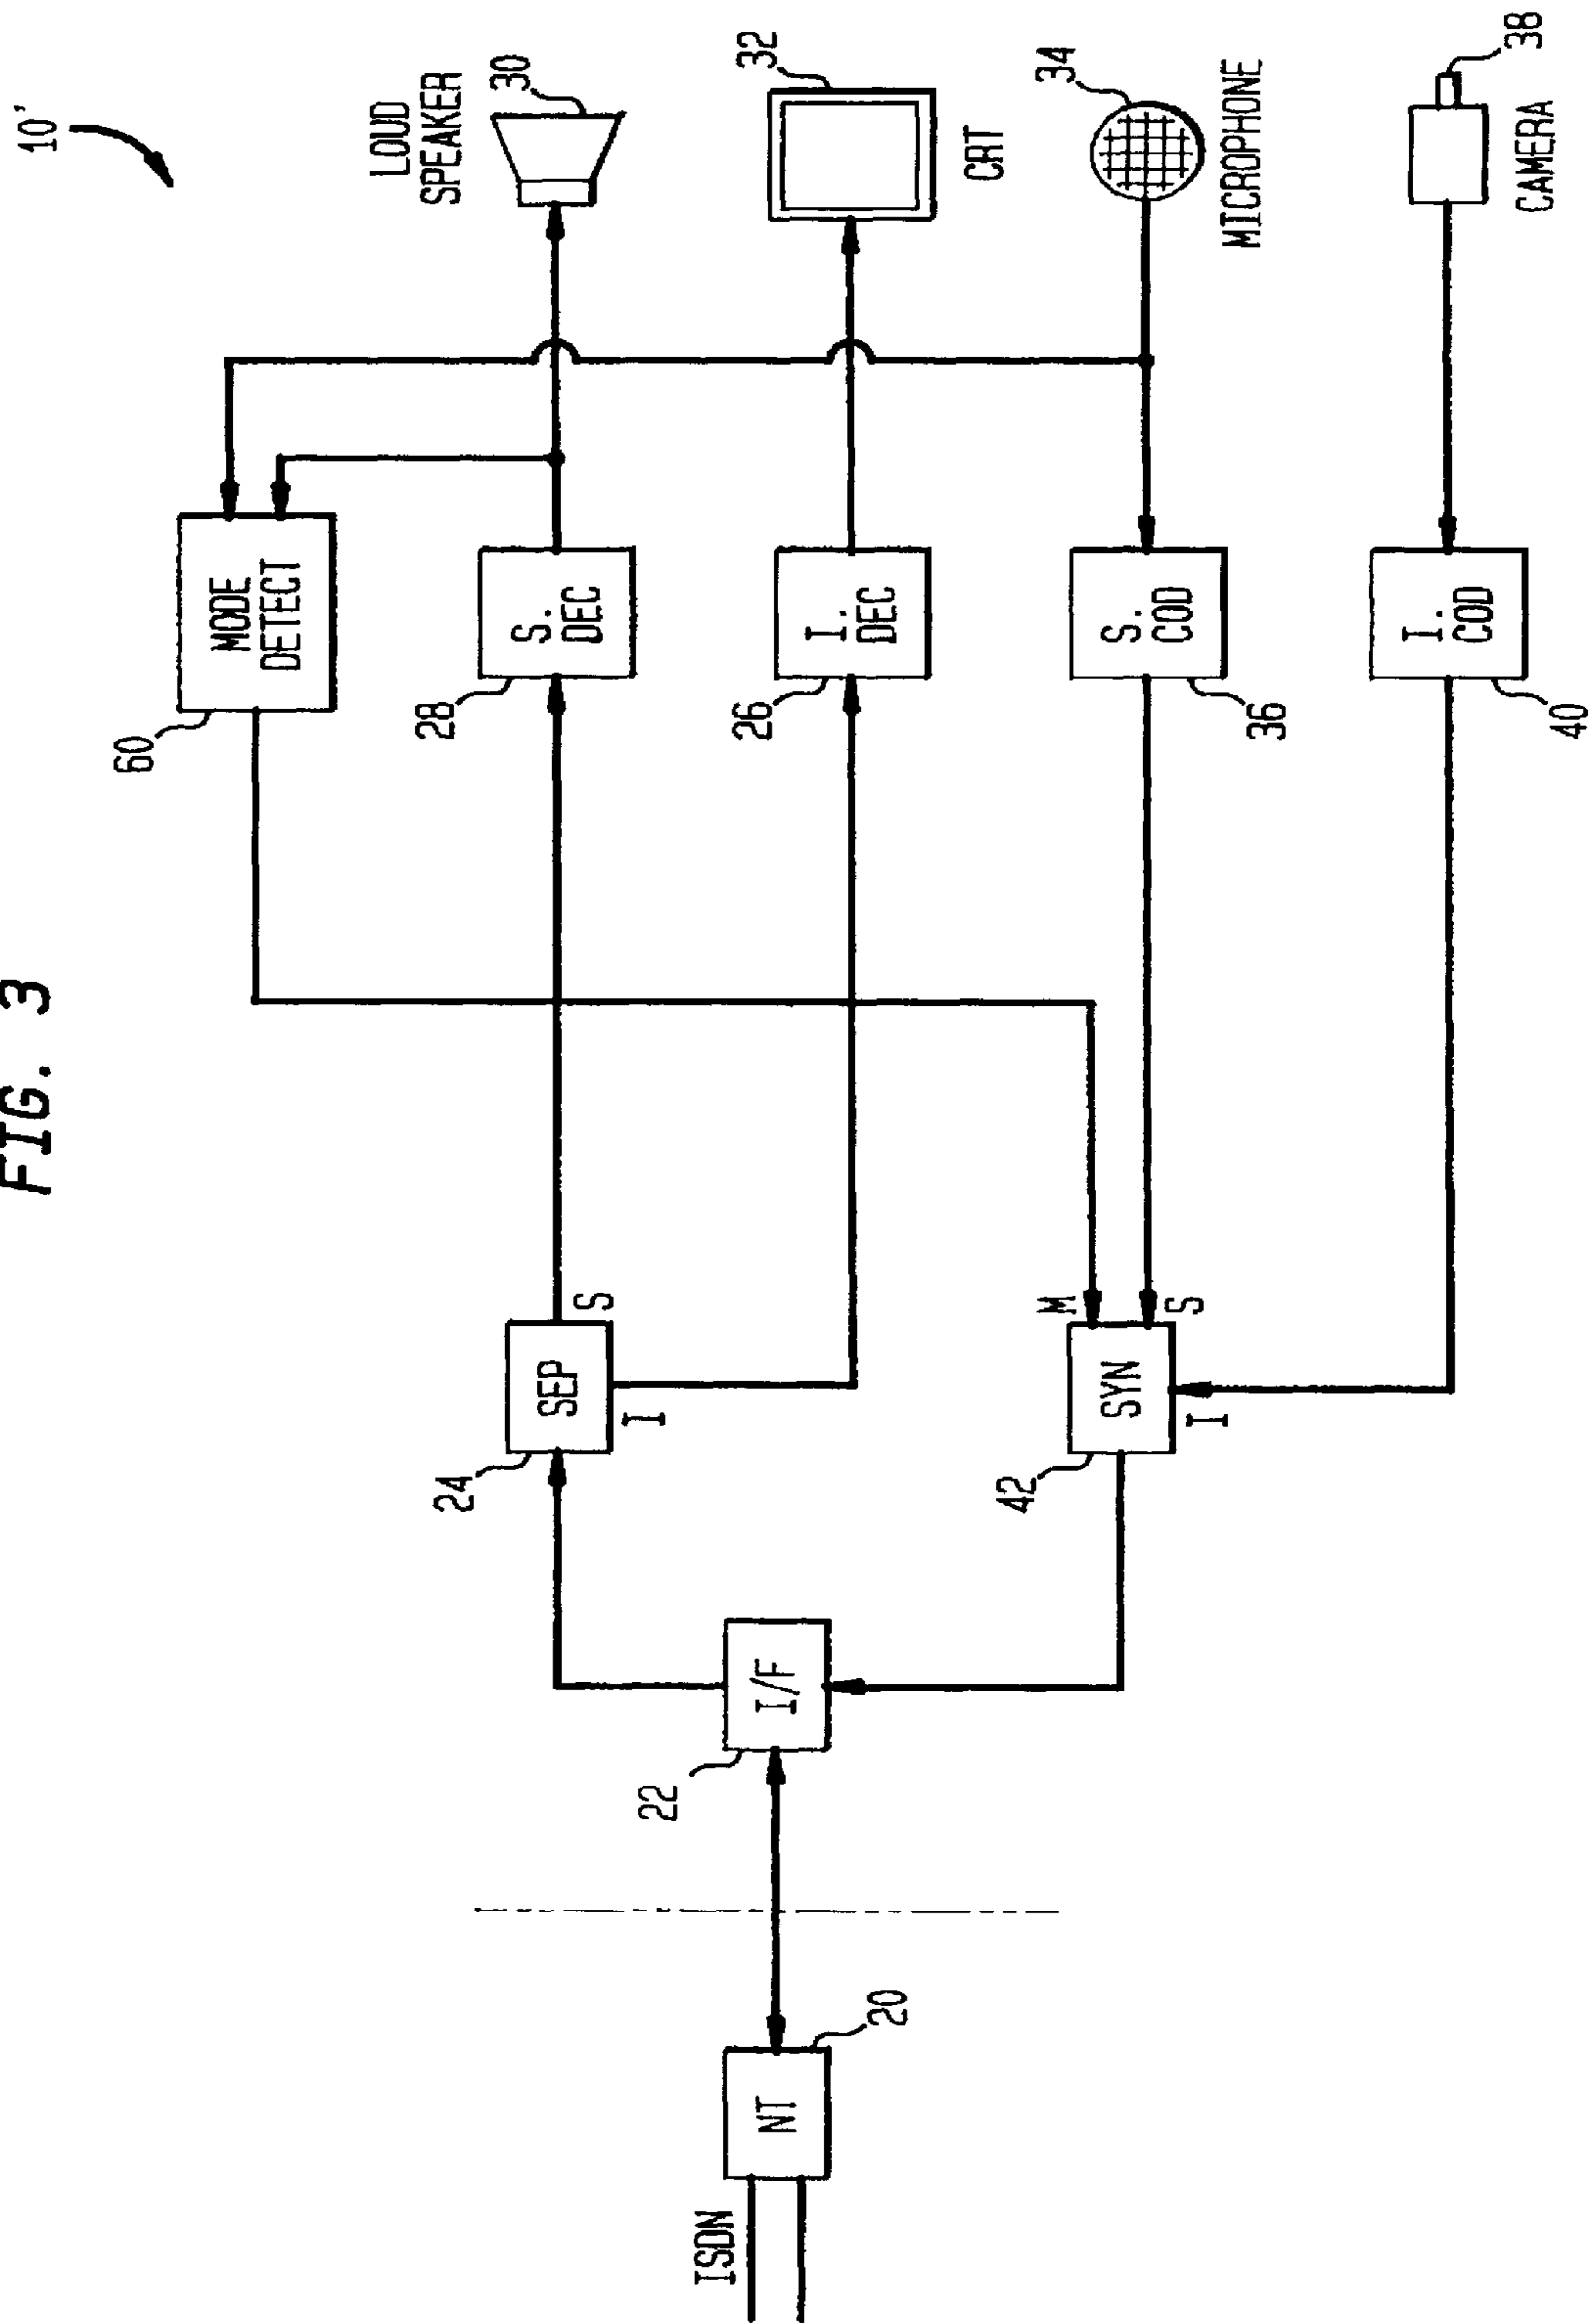 FIG. 3
10'
ISDN
NT
20
I/F
22
SEP
24
S
I
SYN
42
M
S
I
MODE
DETECT
60
S.
DEC
28
I.
DEC
26
S.
COD
36
I.
COD
40
LOUD
SPEAKER
30
CRT
32
MICROPHONE
34
CAMERA
38